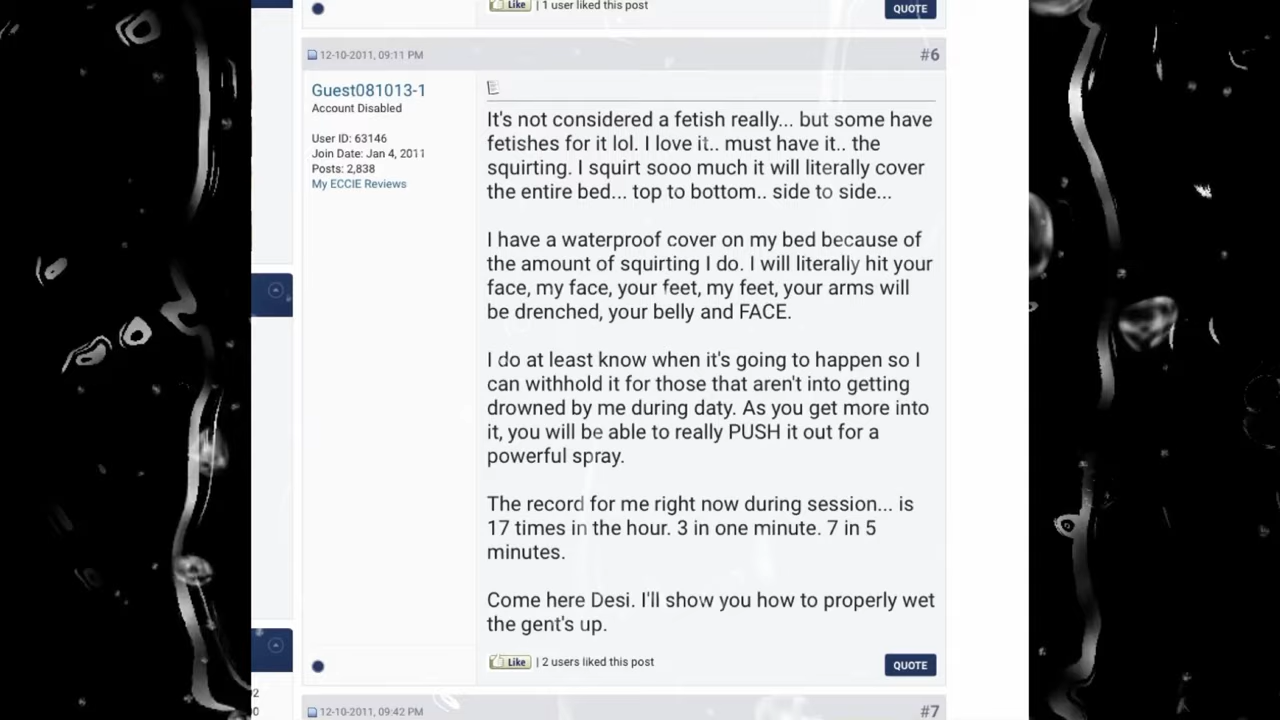 Like | 1 user liked this post
QUOTE
12-10-2011, 09:11 PM
#6
Guest081013-1
Account Disabled
User ID: 63146
Join Date: Jan 4, 2011
Posts: 2,838
My ECCIE Reviews
It's not considered a fetish really... but some have
fetishes for it lol. I love it.. must have it.. the
squirting. I squirt sooo much it will literally cover
the entire bed... top to bottom.. side to side...
I have a waterproof cover on my bed because of
the amount of squirting I do. I will literally hit your
face, my face, your feet, my feet, your arms will
be drenched, your belly and FACE.
I do at least know when it's going to happen so I
can withhold it for those that aren't into getting
drowned by me during daty. As you get more into
it, you will be able to really PUSH it out for a
powerful spray.
The record for me right now during session... is
17 times in the hour. 3 in one minute. 7 in 5
minutes.
Come here Desi. I'll show you how to properly wet
the gent's up.
Like | 2 users liked this post
QUOTE
2
0
12-10-2011, 09:42 PM
#7